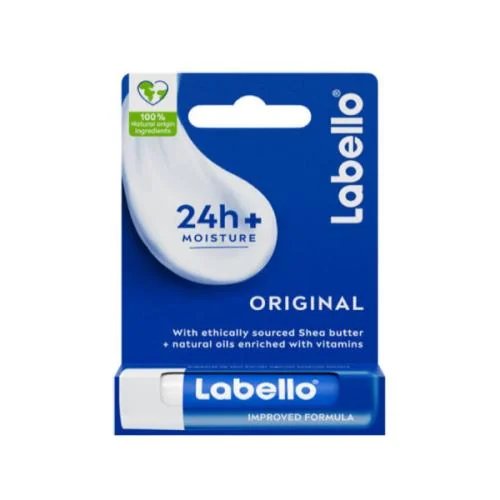 100%
Natural origin
ingredients
Labello®
24h+
MOISTURE
ORIGINAL
With ethically sourced Shea butter
+ natural oils enriched with vitamins
Labello®
IMPROVED FORMULA